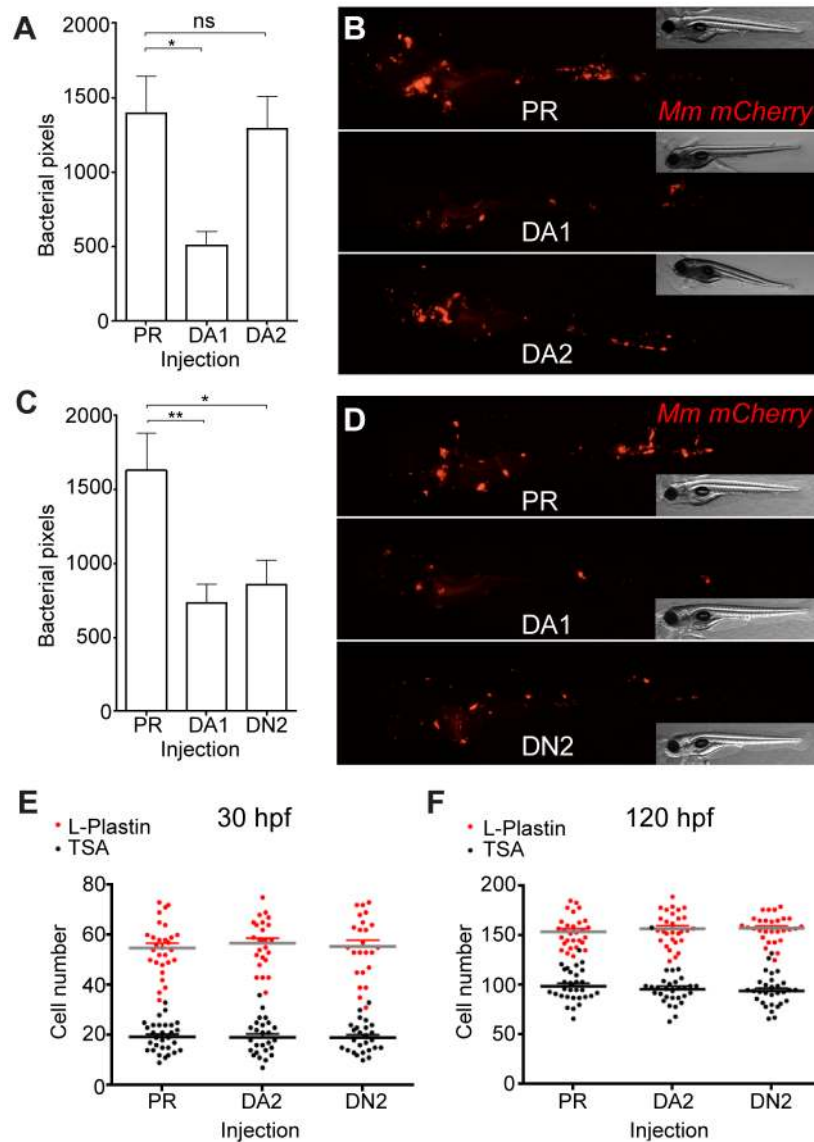 A
ns
*
2000
1500
1000
500
0
Bacterial pixels
PR DA1 DA2
Injection
B
PR
Mm mCherry
DA1
DA2
C
*
**
2000
1500
1000
500
0
Bacterial pixels
PR DA1 DN2
Injection
D
Mm mCherry
PR
DA1
DN2
E
L-Plastin
TSA
30 hpf
80
60
40
20
0
Cell number
PR DA2 DN2
Injection
F
L-Plastin
TSA
120 hpf
200
150
100
50
0
Cell number
PR DA2 DN2
Injection